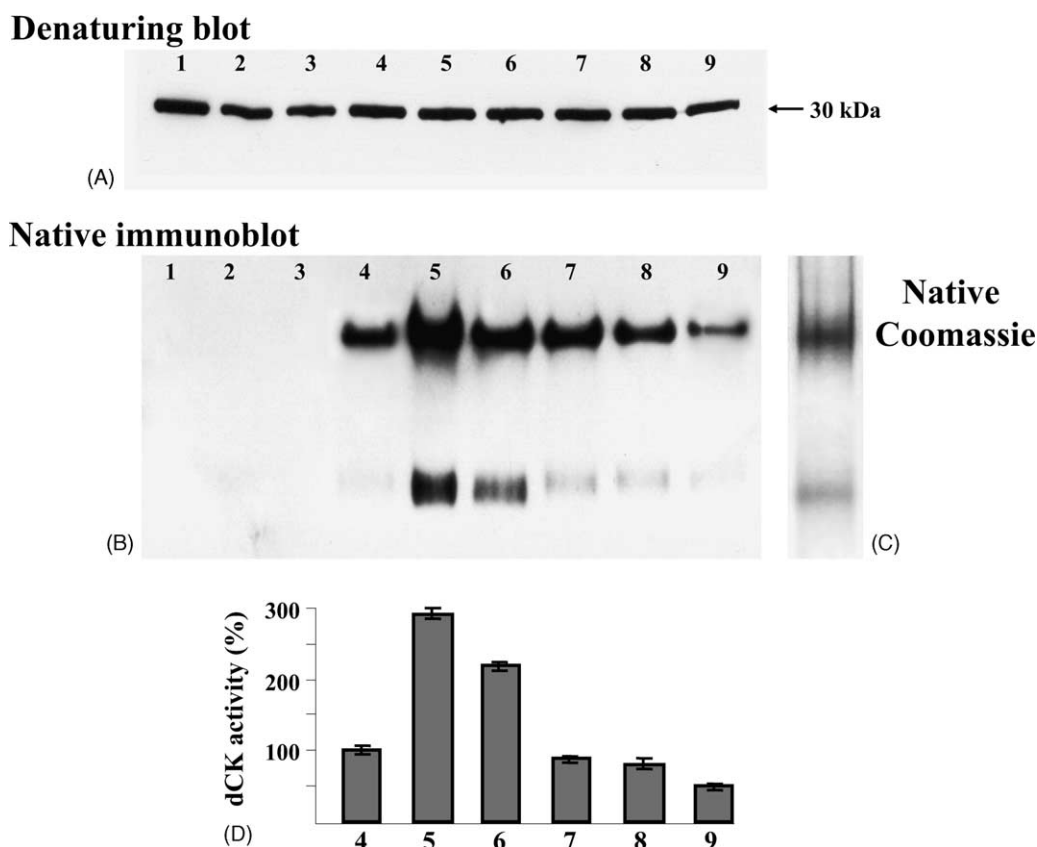 Denaturing blot
1 2 3 4 5 6 7 8 9
30 kDa
(A)
Native immunoblot
1 2 3 4 5 6 7 8 9
Native
Coomassie
(B)
(C)
300
200
100
dCK activity (%)
4 5 6 7 8 9
(D)